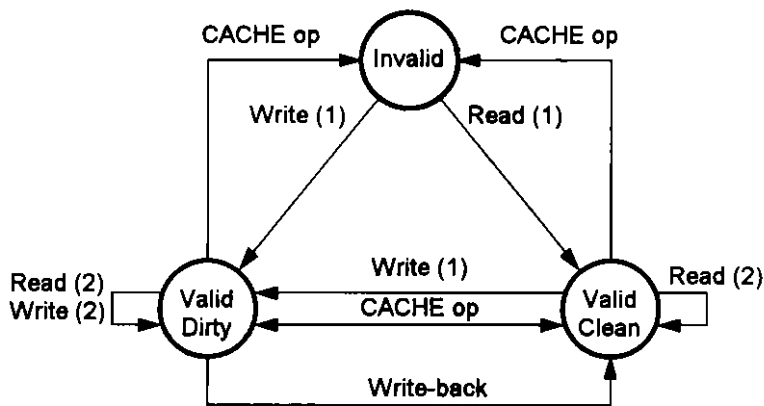 CACHE op
CACHE op
Invalid
Write (1)
Read (1)
Read (2)
Write (2)
Valid
Dirty
Write (1)
CACHE op
Valid
Clean
Read (2)
Write-back